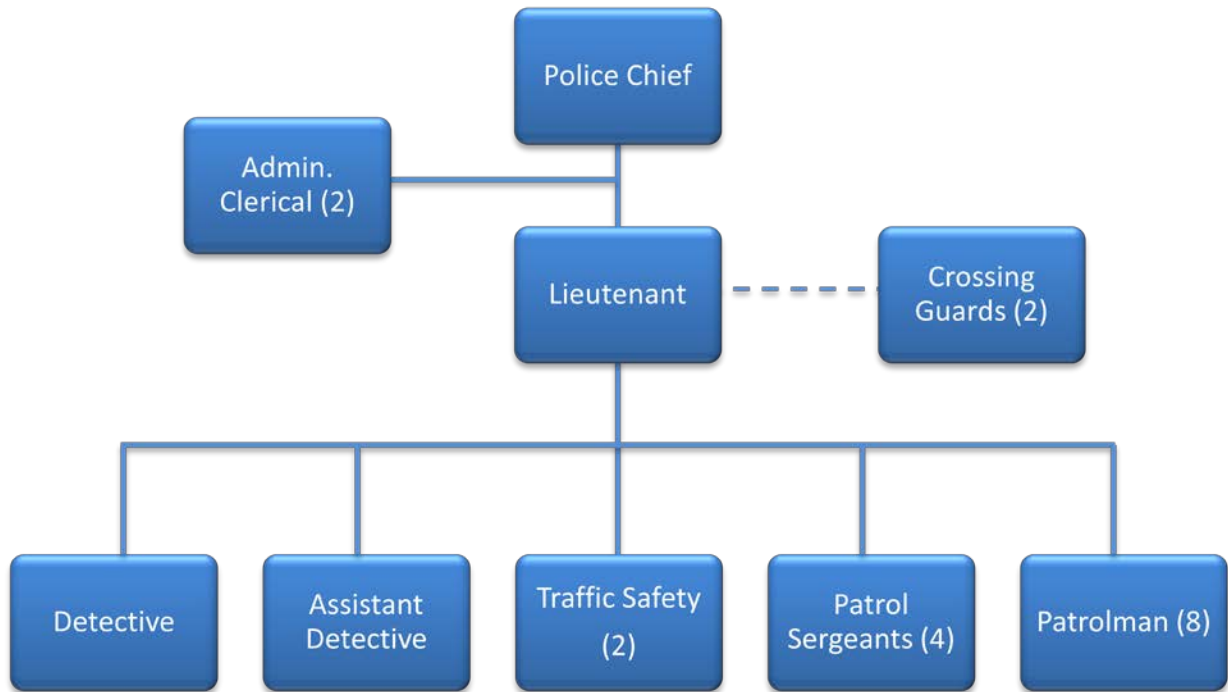 Police Chief
Admin.
Clerical (2)
Lieutenant
Crossing
Guards (2)
Detective
Assistant
Detective
Traffic Safety
(2)
Patrol
Sergeants (4)
Patrolman (8)